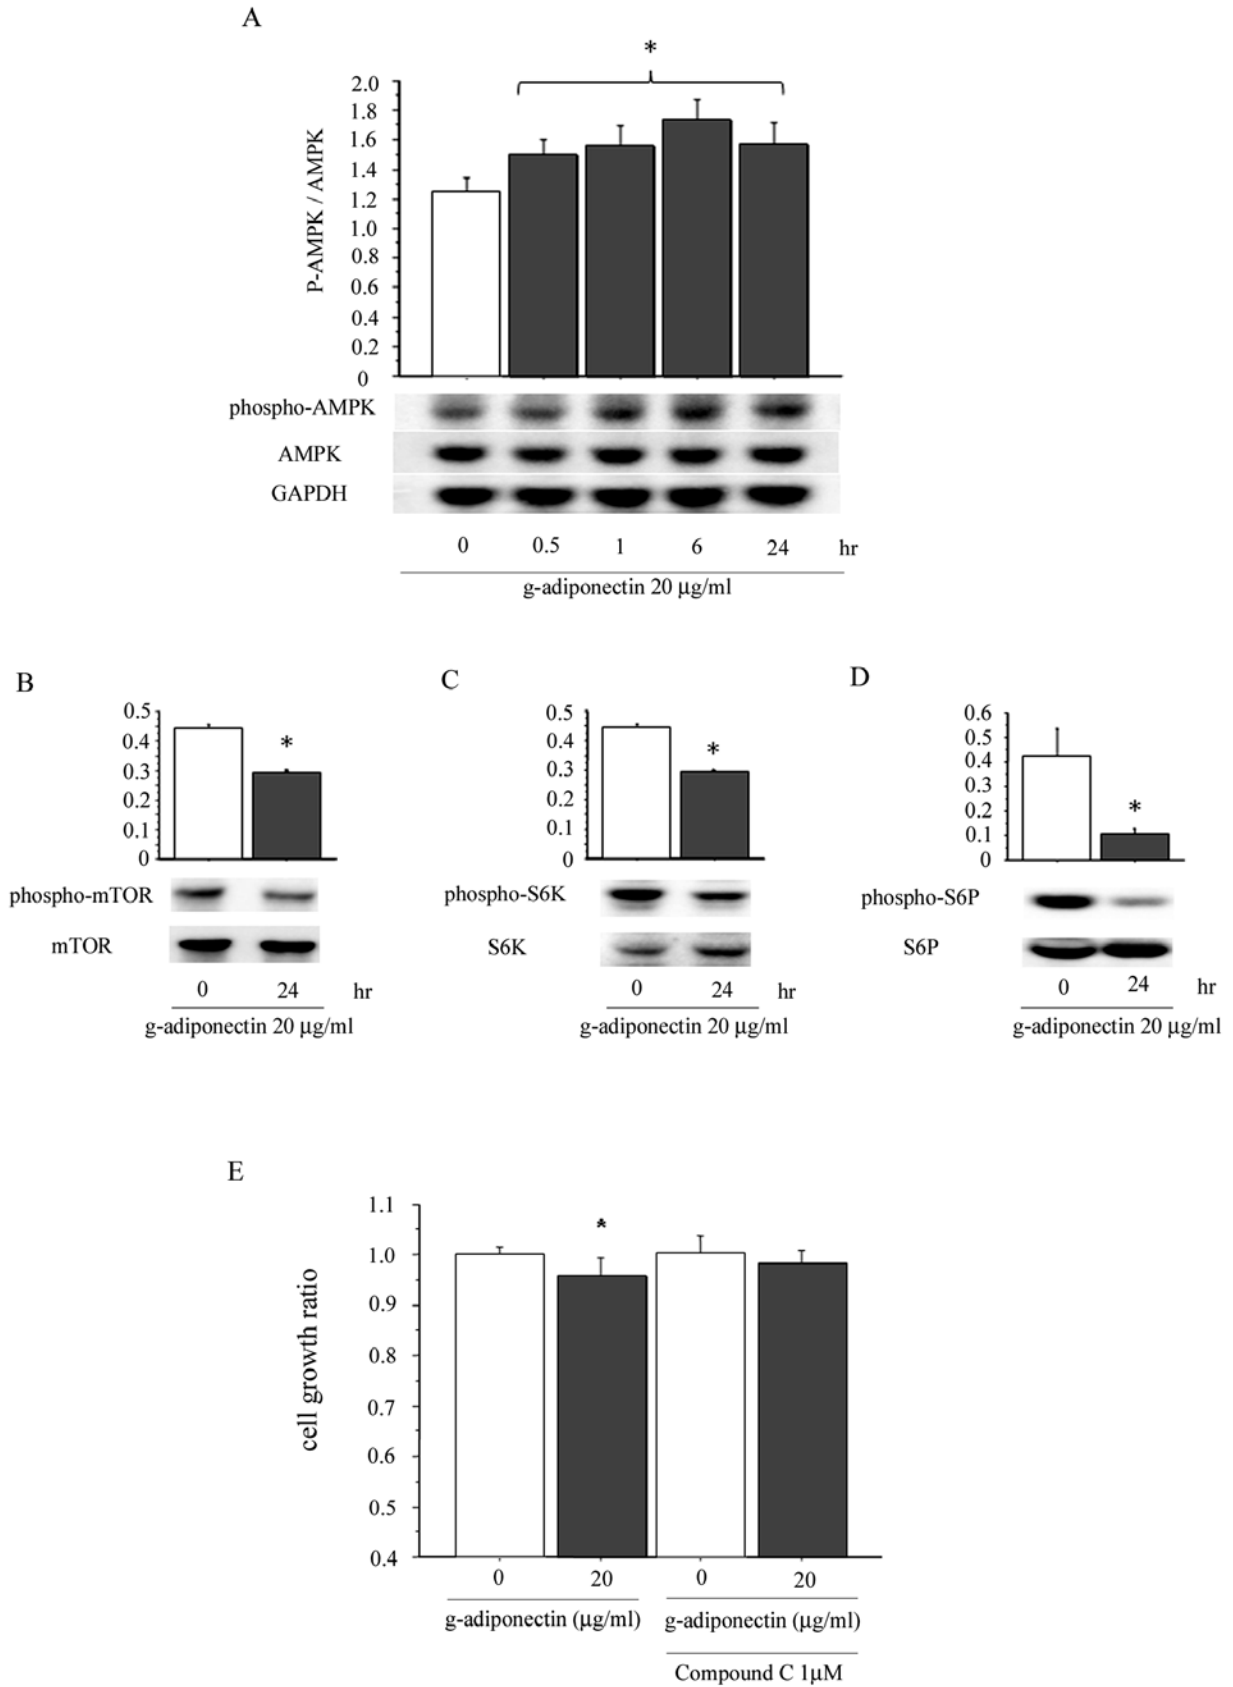 A
*
2.0
1.8
1.6
1.4
1.2
1.0
0.8
0.6
0.4
0.2
0
P-AMPK / AMPK
phospho-AMPK
AMPK
GAPDH
0 0.5 1 6 24 hr
g-adiponectin 20 μg/ml
B
0.5
0.4
0.3
0.2
0.1
0
*
phospho-mTOR
mTOR
0 24 hr
g-adiponectin 20 μg/ml
C
0.5
0.4
0.3
0.2
0.1
0
*
phospho-S6K
S6K
0 24 hr
g-adiponectin 20 μg/ml
D
0.6
0.5
0.4
0.3
0.2
0.1
0
*
phospho-S6P
S6P
0 24 hr
g-adiponectin 20 μg/ml
E
1.1
1.0
0.9
0.8
0.7
0.6
0.5
0.4
cell growth ratio
*
0 20 0 20
g-adiponectin (μg/ml) g-adiponectin (μg/ml)
Compound C 1μM